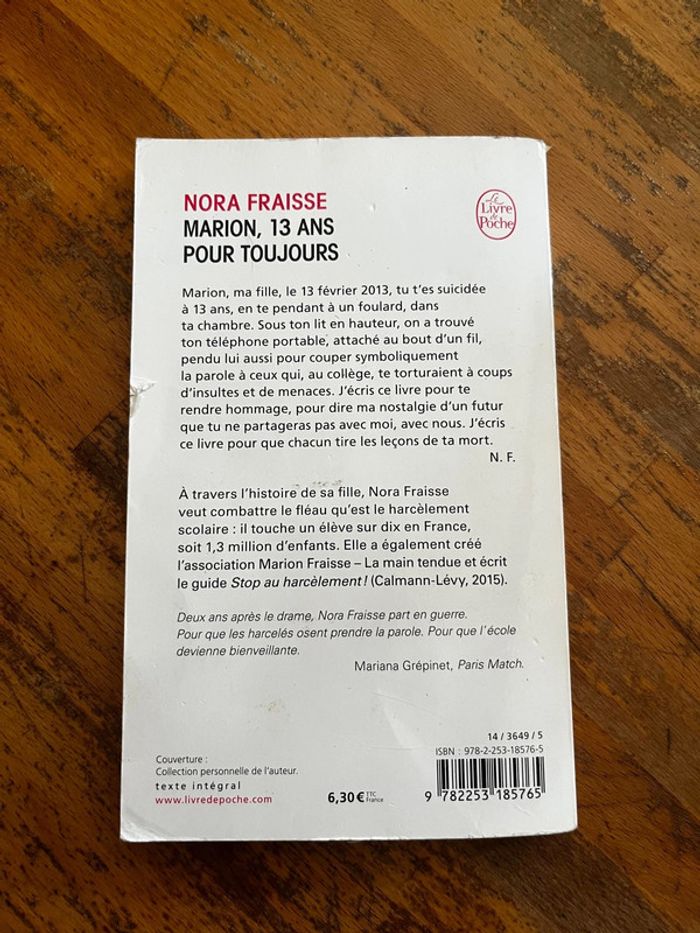 NORA FRAISSE
MARION, 13 ANS
POUR TOUJOURS
Le
Livre
de
Poche
Marion, ma fille, le 13 février 2013, tu t'es suicidée
à 13 ans, en te pendant à un foulard, dans
ta chambre. Sous ton lit en hauteur, on a trouvé
ton téléphone portable, attaché au bout d'un fil,
pendu lui aussi pour couper symboliquement
la parole à ceux qui, au collège, te torturaient à coups
d'insultes et de menaces. J'écris ce livre pour te
rendre hommage, pour dire ma nostalgie d'un futur
que tu ne partageras pas avec moi, avec nous. J'écris
ce livre pour que chacun tire les leçons de ta mort.
N. F.
À travers l'histoire de sa fille, Nora Fraisse
veut combattre le fléau qu'est le harcèlement
scolaire : il touche un élève sur dix en France,
soit 1,3 million d'enfants. Elle a également créé
l'association Marion Fraisse – La main tendue et écrit
le guide Stop au harcèlement ! (Calmann-Lévy, 2015).
Deux ans après le drame, Nora Fraisse part en guerre.
Pour que les harcelés osent prendre la parole. Pour que l'école
devienne bienveillante.
Mariana Grépinet, Paris Match.
Couverture :
Collection personnelle de l'auteur.
texte intégral
www.livredepoche.com
6,30 € TTC
France
14 / 3649 / 5
ISBN : 978-2-253-18576-5
9 782253 185765